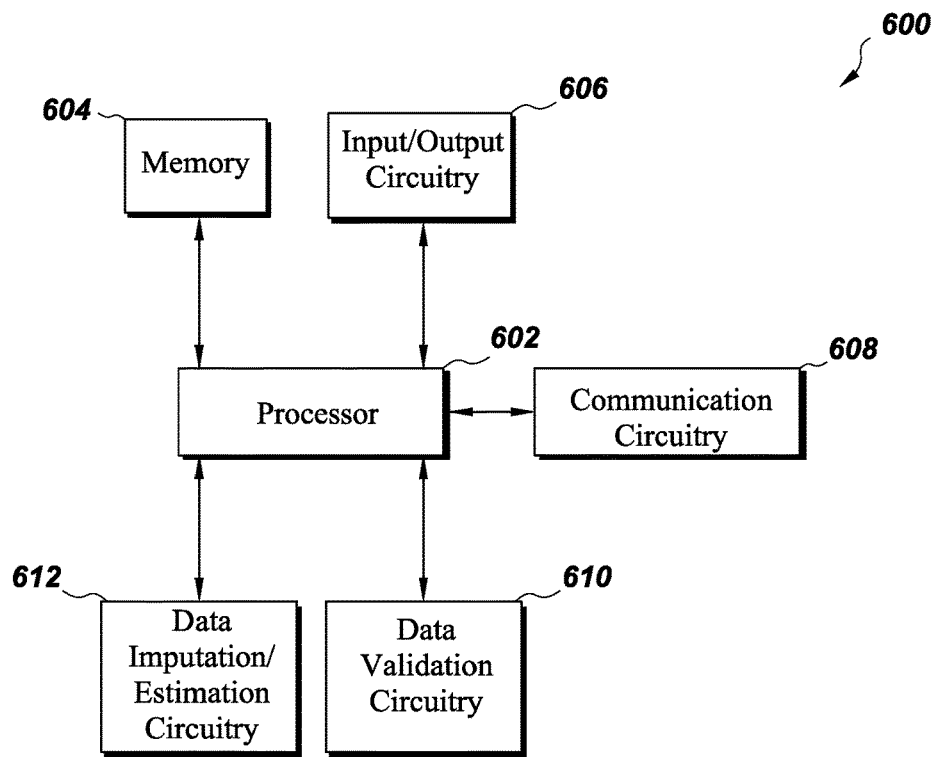 600
604
606
Memory
Input/Output
Circuitry
602
608
Processor
Communication
Circuitry
612
610
Data
Imputation/
Estimation
Circuitry
Data
Validation
Circuitry